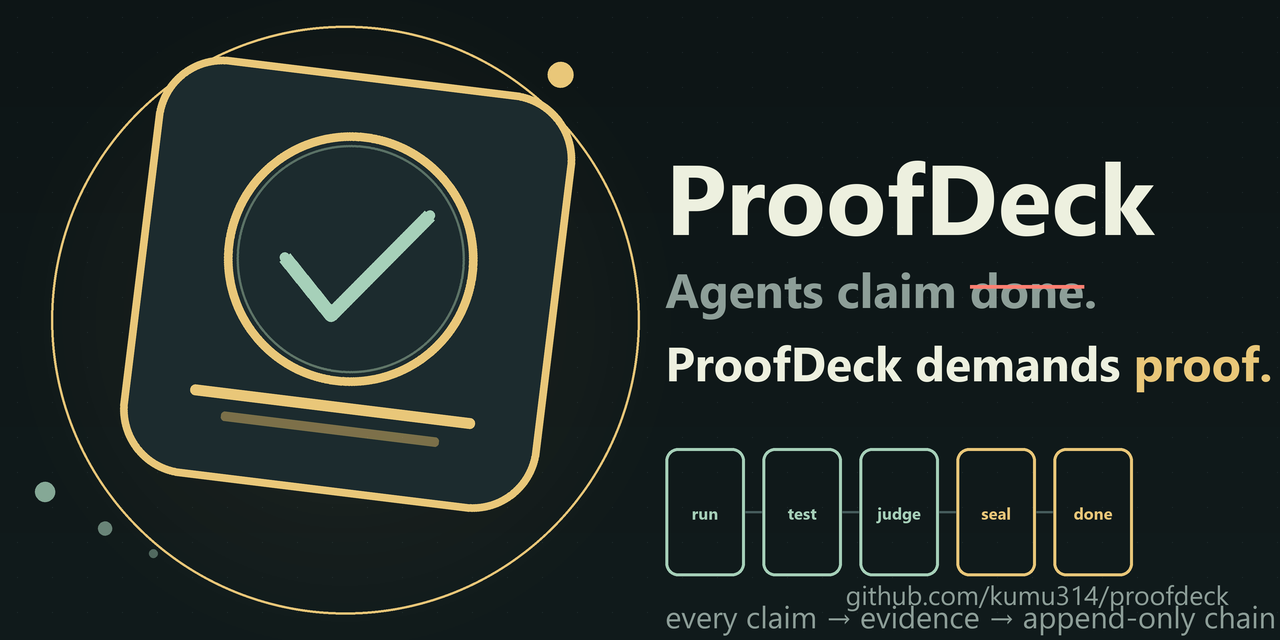 ProofDeck
Agents claim done.
ProofDeck demands proof.
run test judge seal done
github.com/kumu314/proofdeck
every claim → evidence → append-only chain